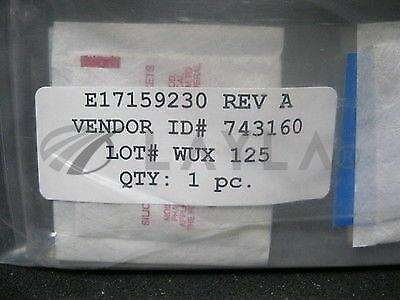 E17159230 REV A
VENDOR ID# 743160
LOT# WUX 125
QTY: 1 pc.